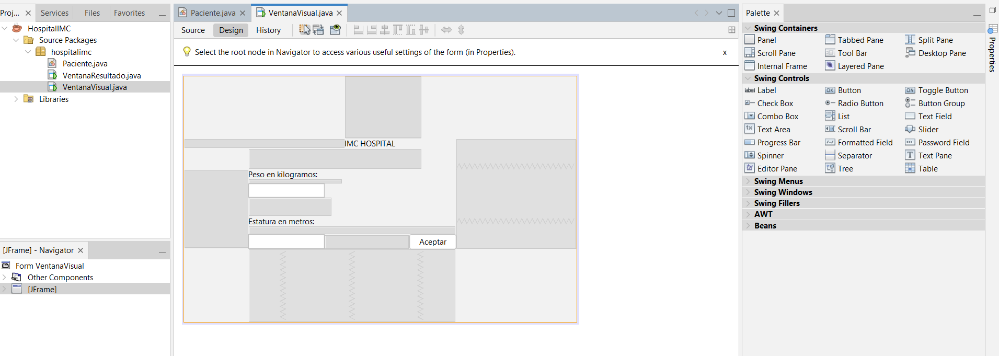 Proj...
Services
Files
Favorites
HospitalIMC
Source Packages
hospitalimc
Paciente.java
VentanaResultado.java
VentanaVisual.java
Libraries
[JFrame] - Navigator
Form VentanaVisual
Other Components
[JFrame]
Paciente.java
VentanaVisual.java
Source
Design
History
Select the root node in Navigator to access various useful settings of the form (in Properties).
x
IMC HOSPITAL
Peso en kilogramos:
Estatura en metros:
Aceptar
Palette
Swing Containers
Panel
Tabbed Pane
Split Pane
Scroll Pane
Tool Bar
Desktop Pane
Internal Frame
Layered Pane
Swing Controls
label Label
OK Button
ON Toggle Button
Check Box
Radio Button
Button Group
Combo Box
List
Text Field
tx Text Area
Scroll Bar
Slider
Progress Bar
Formatted Field
Password Field
Spinner
Separator
T Text Pane
tx Editor Pane
Tree
Table
Swing Menus
Swing Windows
Swing Fillers
AWT
Beans
Properties